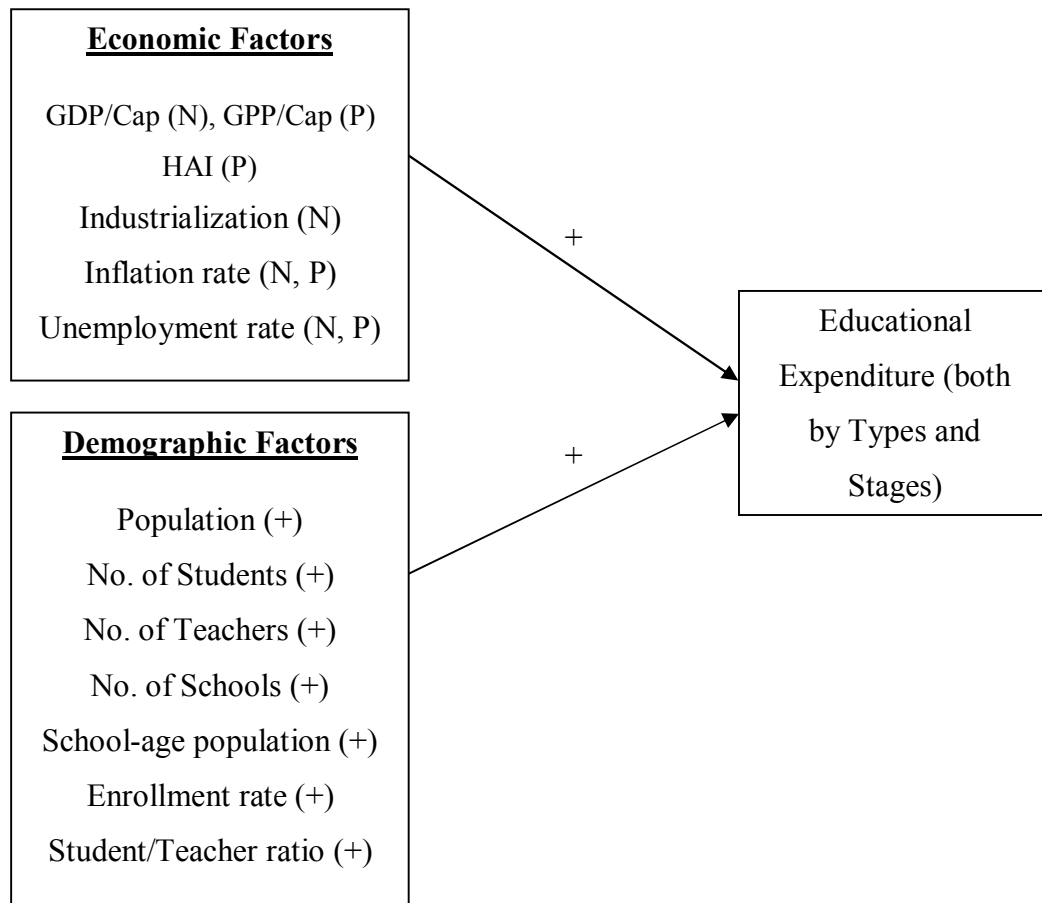 Economic Factors
GDP/Cap (N), GPP/Cap (P)
HAI (P)
Industrialization (N)
Inflation rate (N, P)
Unemployment rate (N, P)
+
Educational
Expenditure (both
by Types and
Stages)
Demographic Factors
+
Population (+)
No. of Students (+)
No. of Teachers (+)
No. of Schools (+)
School-age population (+)
Enrollment rate (+)
Student/Teacher ratio (+)